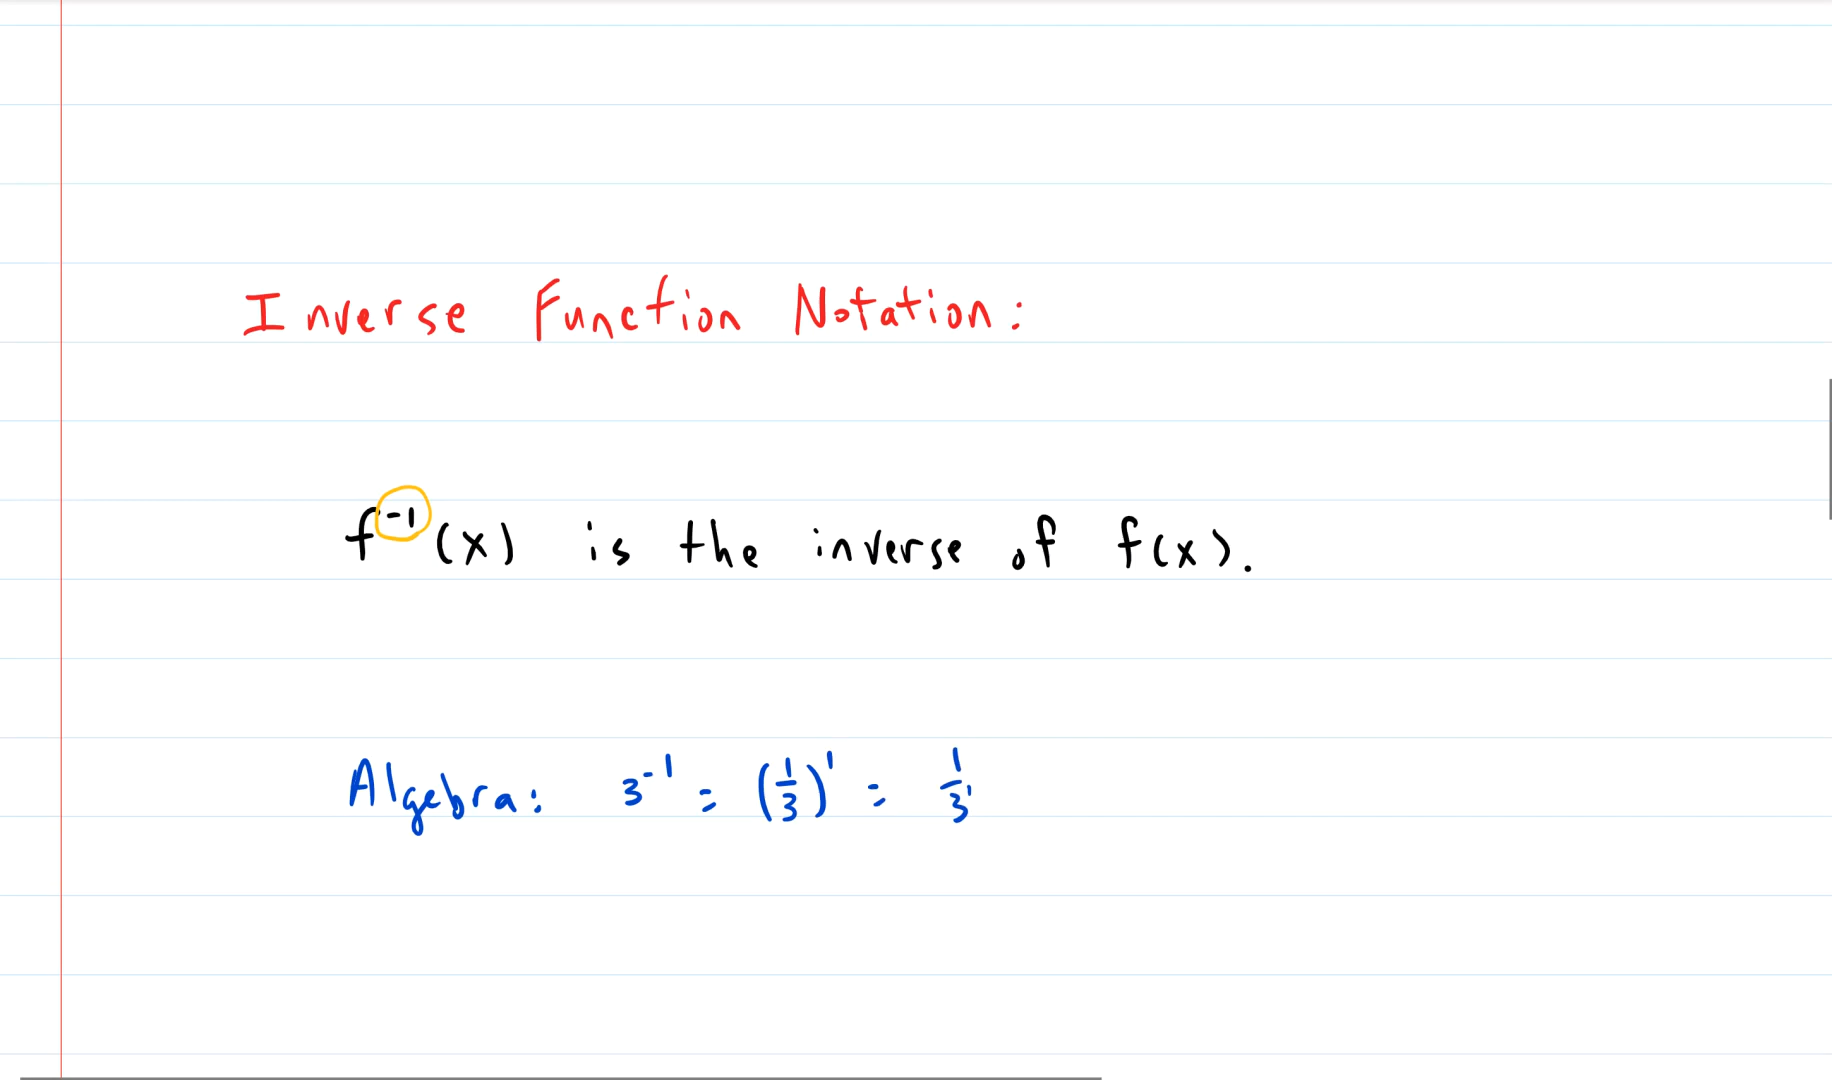 Inverse Function Notation:
f⁻¹(x) is the inverse of f(x).
Algebra: 3⁻¹ = (1/3)¹ = 1/3¹